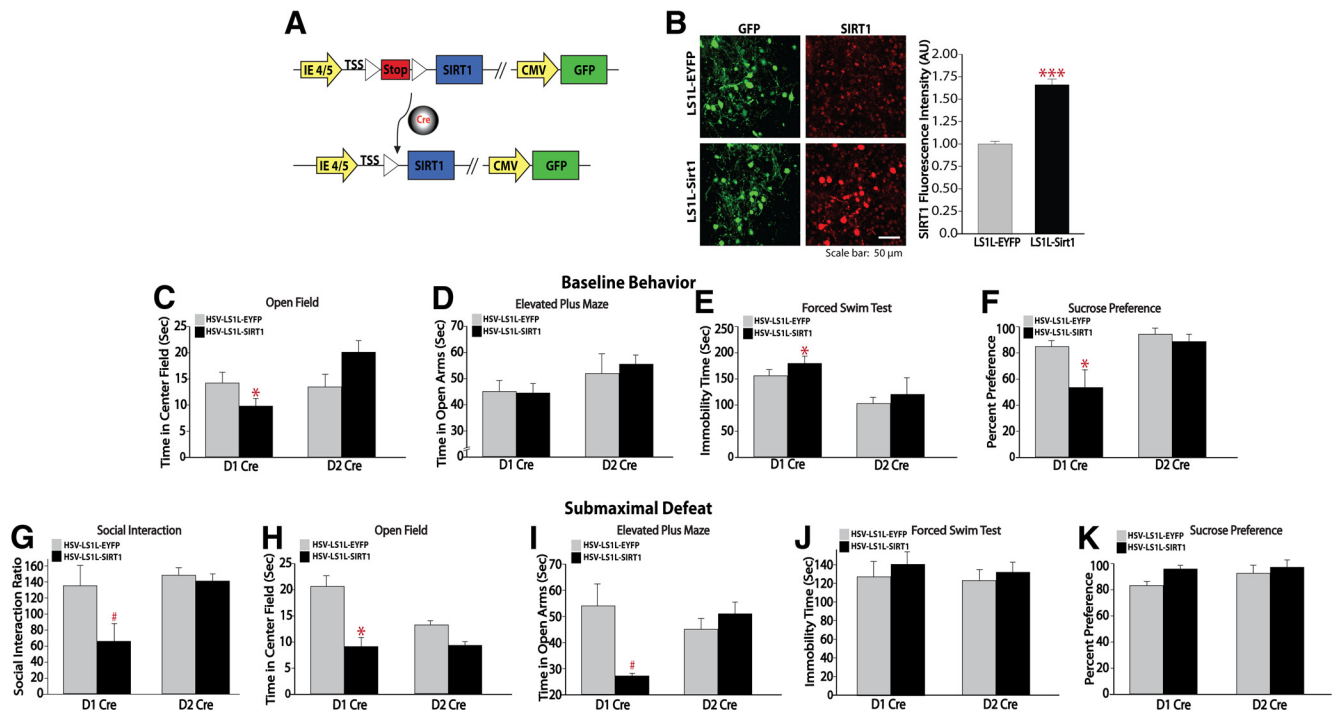 A
IE 4/5 TSS Stop SIRT1 // CMV GFP
Cre
IE 4/5 TSS SIRT1 // CMV GFP
B
GFP SIRT1
LS1L-EYFP
LS1L-Sirt1
Scale bar: 50 µm
SIRT1 Fluorescence Intensity (AU)
2.00
1.75
1.50
1.25
1.00
0.75
0.50
0.25
0.0
***
LS1L-EYFP LS1L-Sirt1
Baseline Behavior
C
Open Field
HSV-LS1L-EYFP
HSV-LS1L-SIRT1
Time in Center Field (Sec)
25
20
15
10
5
0
*
D1 Cre D2 Cre
D
Elevated Plus Maze
HSV-LS1L-EYFP
HSV-LS1L-SIRT1
Time in Open Arms (Sec)
70
60
50
40
30
0
D1 Cre D2 Cre
E
Forced Swim Test
HSV-LS1L-EYFP
HSV-LS1L-SIRT1
Immobility Time (Sec)
250
200
150
100
50
0
*
D1 Cre D2 Cre
F
Sucrose Preference
HSV-LS1L-EYFP
HSV-LS1L-SIRT1
Percent Preference
100
80
60
40
20
0
*
D1 Cre D2 Cre
Submaximal Defeat
G
Social Interaction
HSV-LS1L-EYFP
HSV-LS1L-SIRT1
Social Interaction Ratio
160
140
120
100
80
60
40
20
0
#
D1 Cre D2 Cre
H
Open Field
HSV-LS1L-EYFP
HSV-LS1L-SIRT1
Time in Center Field (Sec)
25
20
15
10
5
0
*
D1 Cre D2 Cre
I
Elevated Plus Maze
HSV-LS1L-EYFP
HSV-LS1L-SIRT1
Time in Open Arms (Sec)
70
60
50
40
30
20
#
D1 Cre D2 Cre
J
Forced Swim Test
HSV-LS1L-EYFP
HSV-LS1L-SIRT1
Immobility Time (Sec)
140
120
100
80
60
40
20
0
D1 Cre D2 Cre
K
Sucrose Preference
HSV-LS1L-EYFP
HSV-LS1L-SIRT1
Percent Preference
100
80
60
40
20
0
D1 Cre D2 Cre